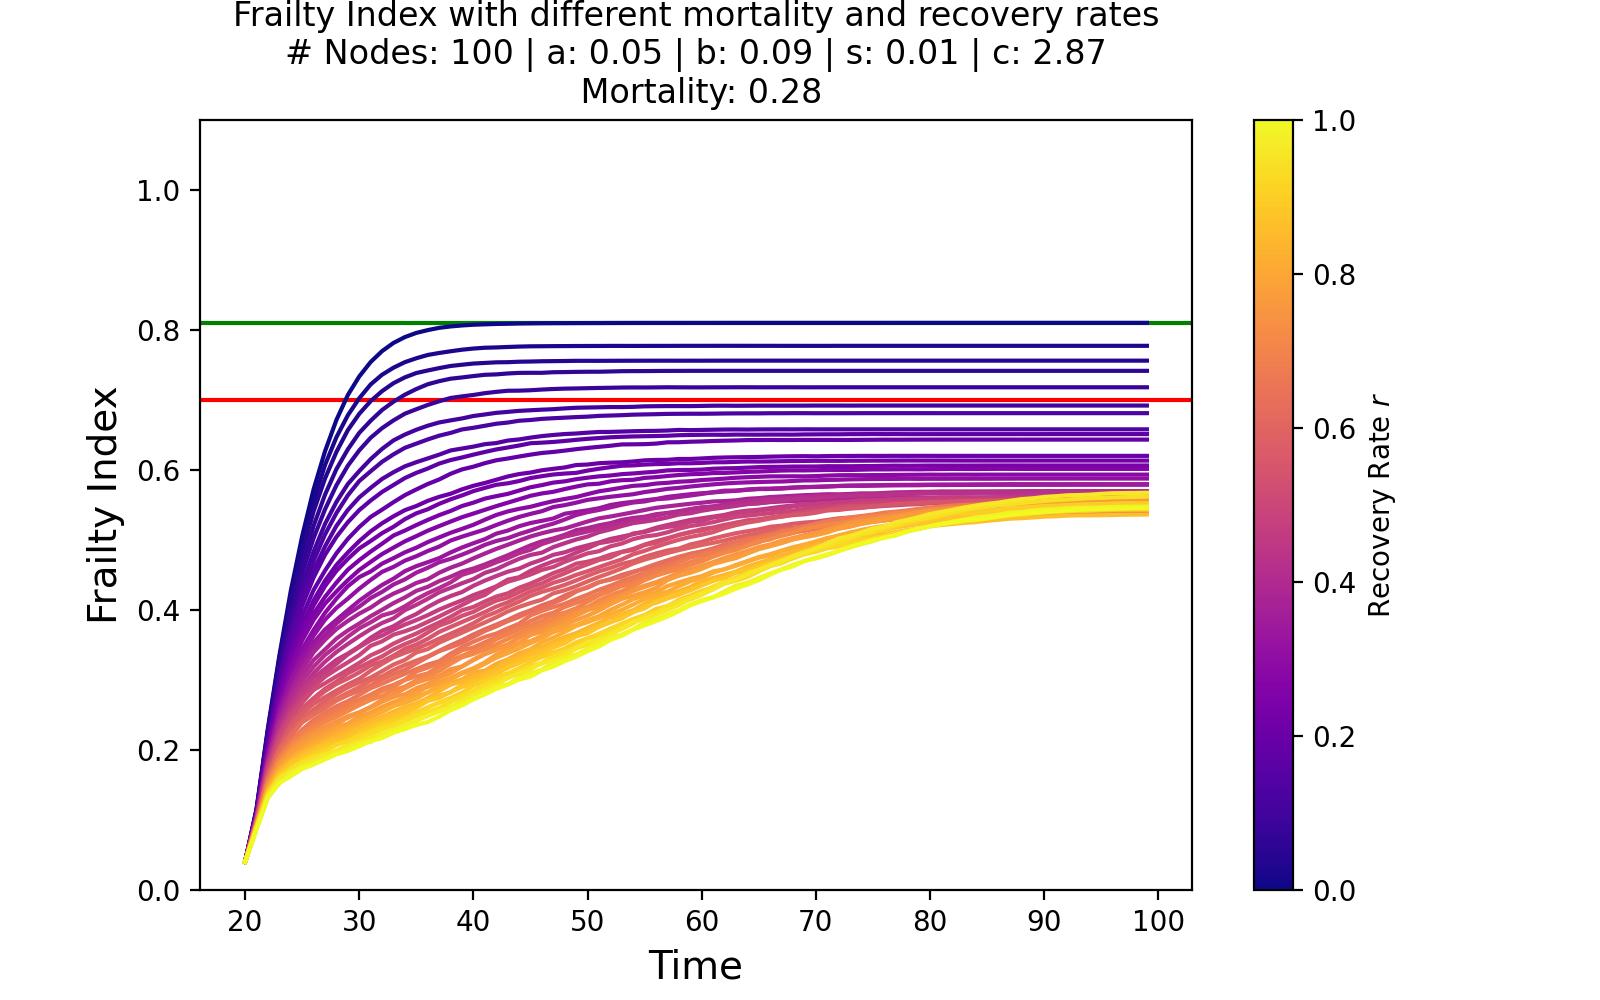 Frailty Index with different mortality and recovery rates
# Nodes: 100 | a: 0.05 | b: 0.09 | s: 0.01 | c: 2.87
Mortality: 0.28
Frailty Index
1.0
0.8
0.6
0.4
0.2
0.0
20 30 40 50 60 70 80 90 100
Time
1.0
0.8
0.6
0.4
0.2
0.0
Recovery Rate r